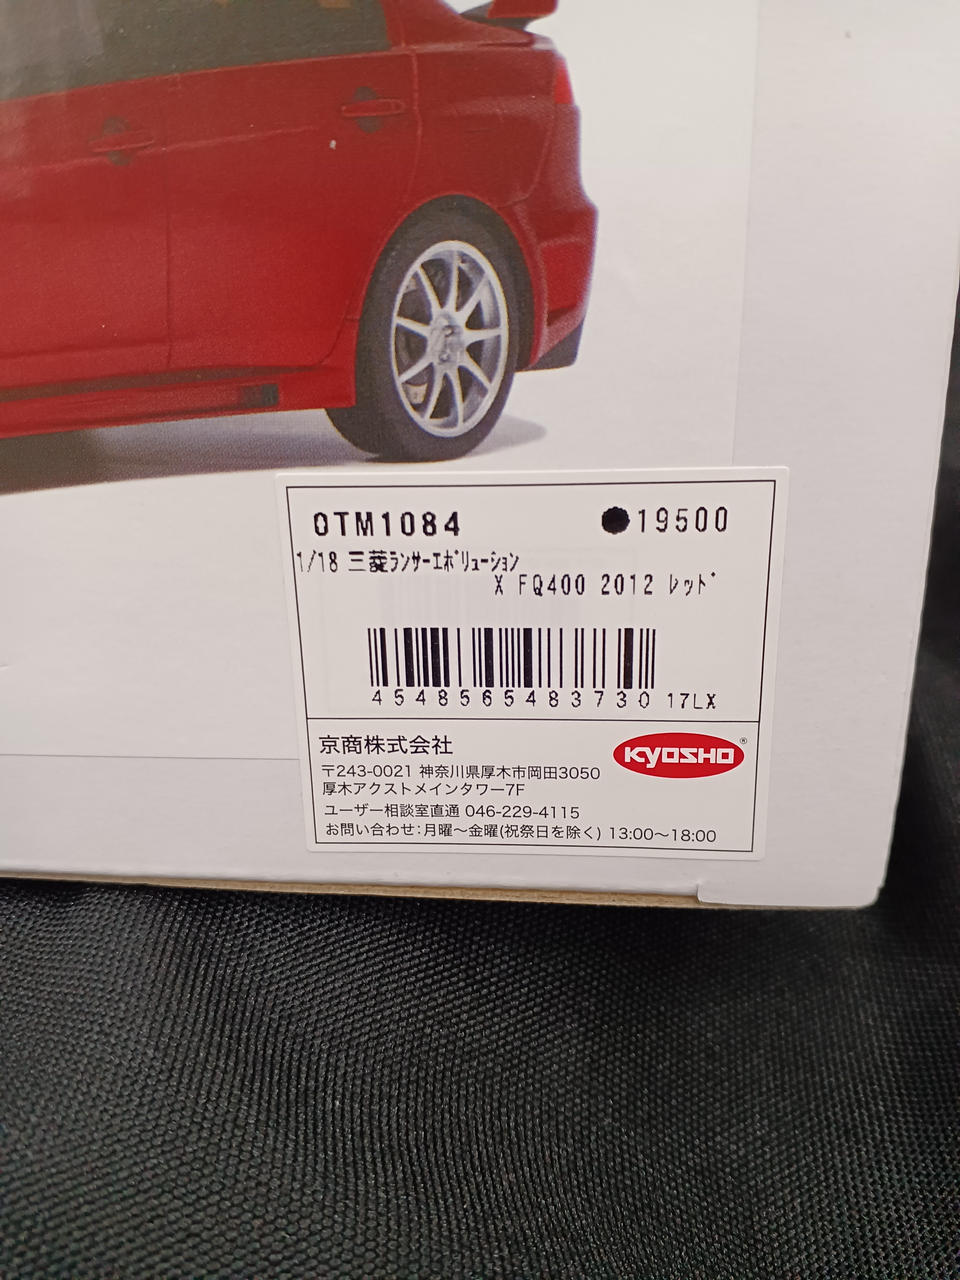 OTM1084 ●19500
1/18 三菱ﾗﾝｻｰｴﾎﾞﾘｭｰｼｮﾝ
X FQ400 2012 ﾚｯﾄﾞ
4548565483730 17LX
京商株式会社
KYOSHO®
〒243-0021 神奈川県厚木市岡田3050
厚木アクストメインタワー7F
ユーザー相談室直通 046-229-4115
お問い合わせ:月曜〜金曜(祝祭日を除く) 13:00〜18:00